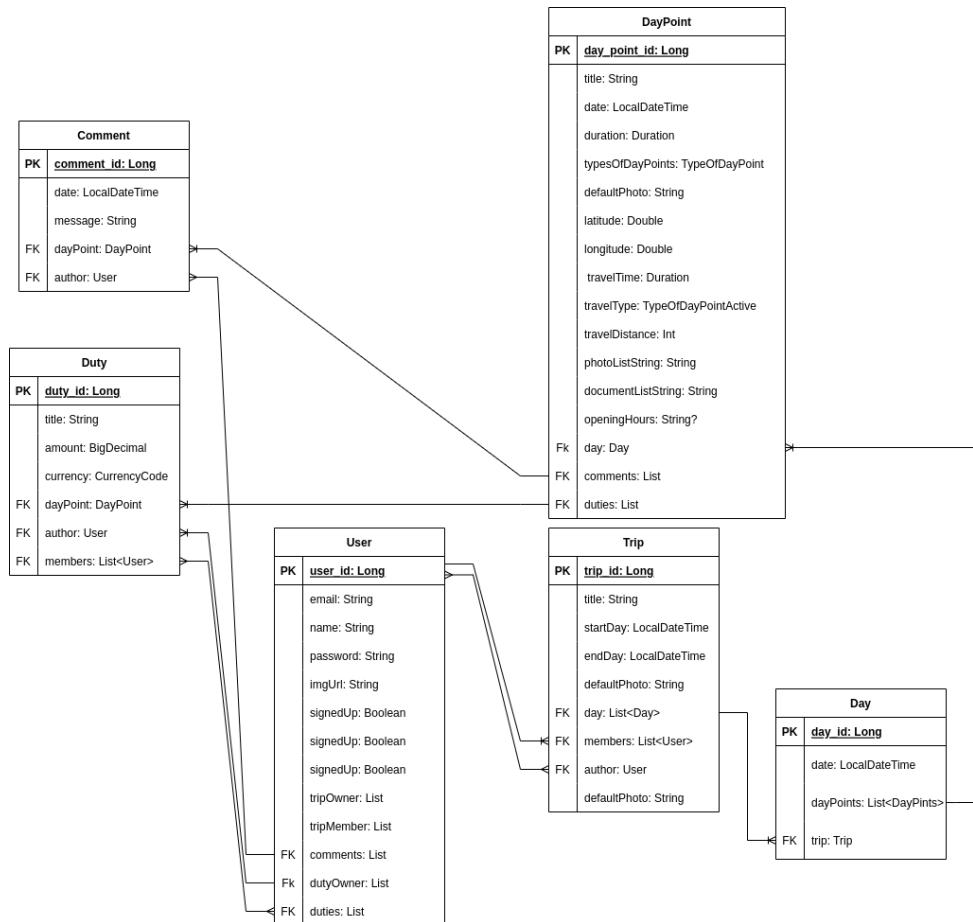 DayPoint
PK day_point_id: Long
title: String
date: LocalDateTime
duration: Duration
typesOfDayPoints: TypeOfDayPoint
defaultPhoto: String
latitude: Double
longitude: Double
travelTime: Duration
travelType: TypeOfDayPointActive
travelDistance: Int
photoListString: String
documentListString: String
openingHours: String?
Fk day: Day
FK comments: List
FK duties: List
Comment
PK comment_id: Long
date: LocalDateTime
message: String
FK dayPoint: DayPoint
FK author: User
Duty
PK duty_id: Long
title: String
amount: BigDecimal
currency: CurrencyCode
FK dayPoint: DayPoint
FK author: User
FK members: List<User>
User
PK user_id: Long
email: String
name: String
password: String
imgUrl: String
signedUp: Boolean
signedUp: Boolean
signedUp: Boolean
tripOwner: List
tripMember: List
FK comments: List
Fk dutyOwner: List
FK duties: List
Trip
PK trip_id: Long
title: String
startDay: LocalDateTime
endDay: LocalDateTime
defaultPhoto: String
FK day: List<Day>
FK members: List<User>
FK author: User
defaultPhoto: String
Day
PK day_id: Long
date: LocalDateTime
dayPoints: List<DayPints>
FK trip: Trip